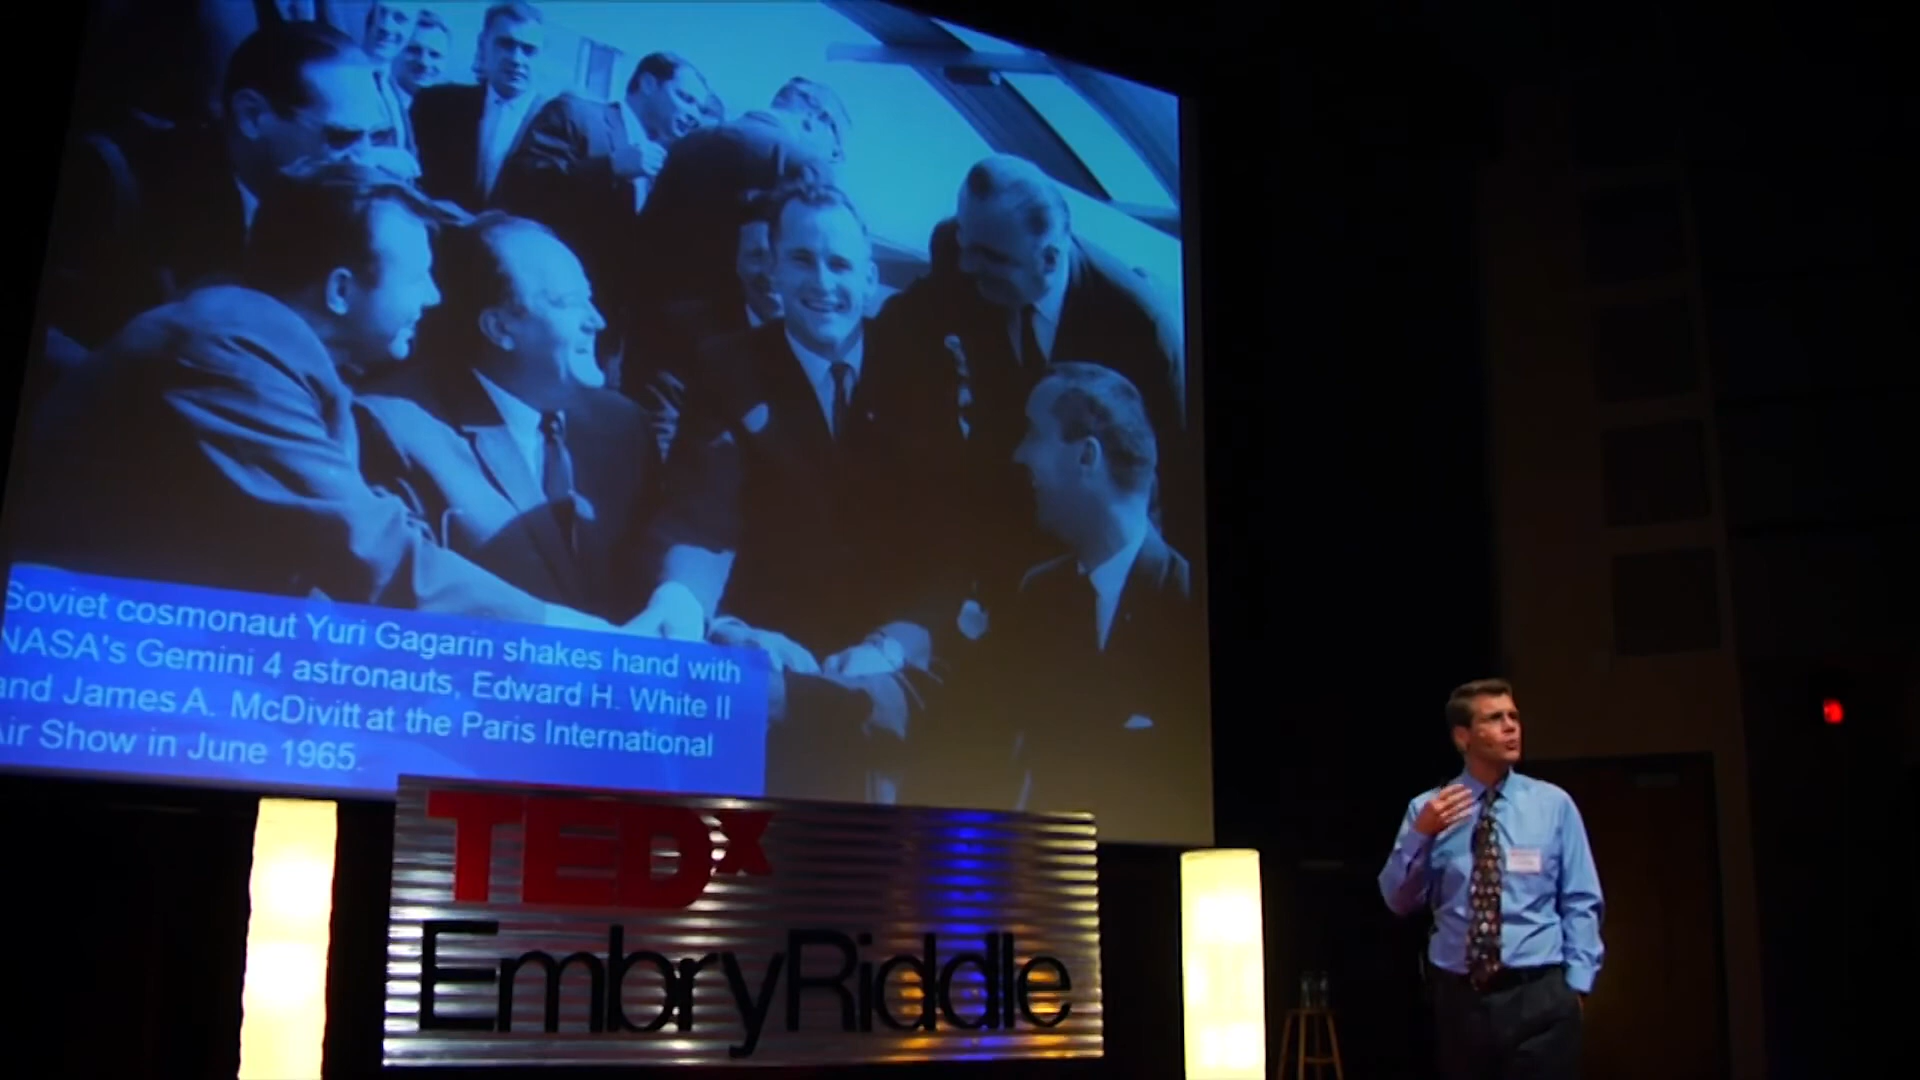 Soviet cosmonaut Yuri Gagarin shakes hand with
NASA's Gemini 4 astronauts, Edward H. White II
and James A. McDivitt at the Paris International
Air Show in June 1965.
TEDx
EmbryRiddle